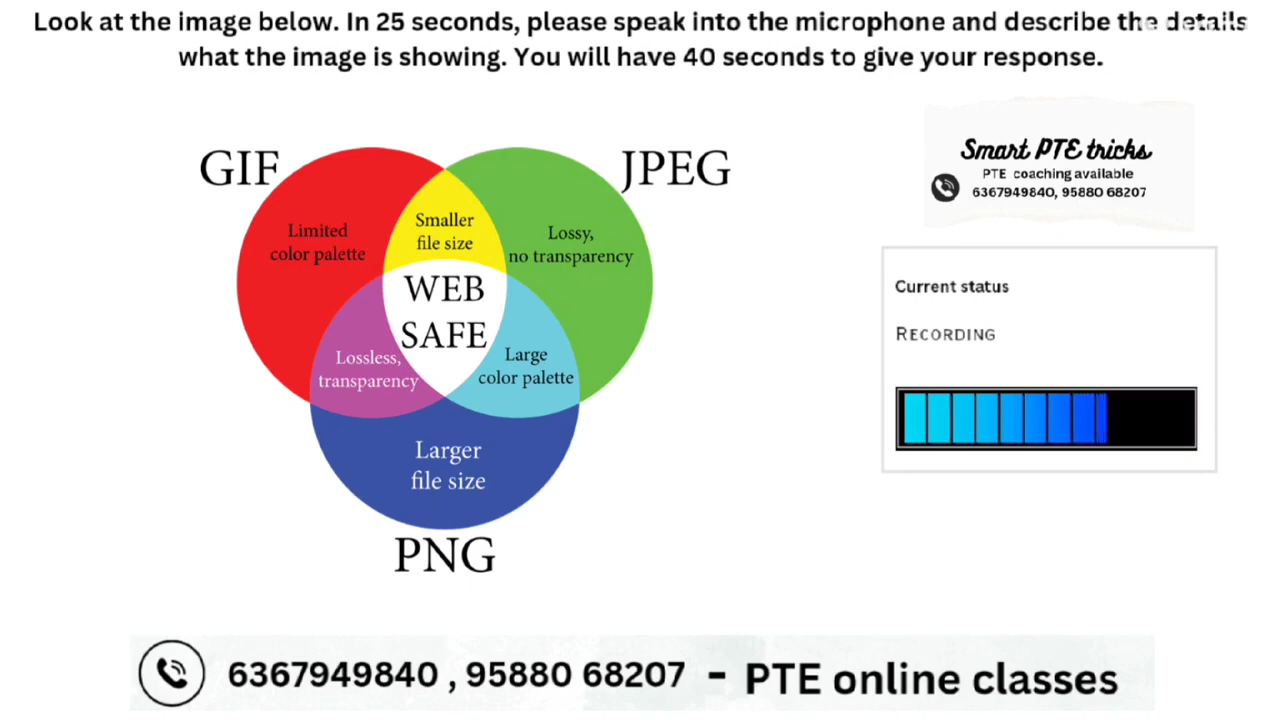 Look at the image below. In 25 seconds, please speak into the microphone and describe the details
what the image is showing. You will have 40 seconds to give your response.
GIF
JPEG
Limited
color palette
Smaller
file size
Lossy,
no transparency
WEB
SAFE
Lossless,
transparency
Large
color palette
Larger
file size
PNG
Smart PTE tricks
PTE coaching available
6367949840, 95880 68207
Current status
RECORDING
6367949840 , 95880 68207 - PTE online classes